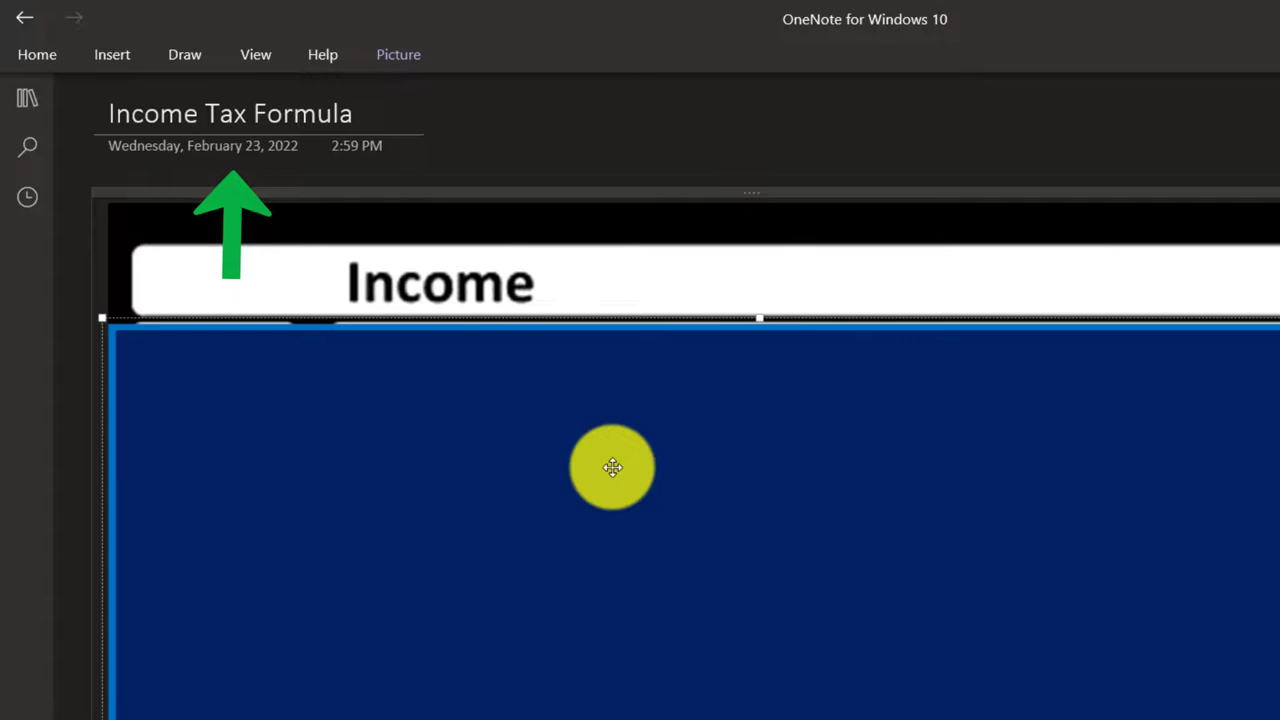 OneNote for Windows 10
Home Insert Draw View Help Picture
Income Tax Formula
Wednesday, February 23, 2022 2:59 PM
Income